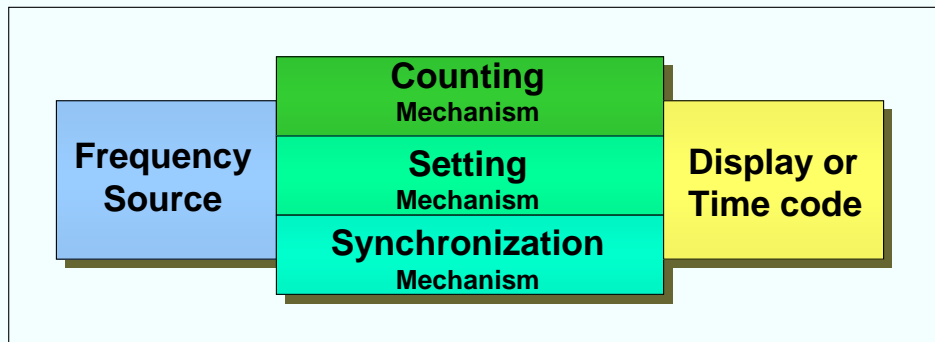 Frequency
Source
Counting
Mechanism
Setting
Mechanism
Synchronization
Mechanism
Display or
Time code